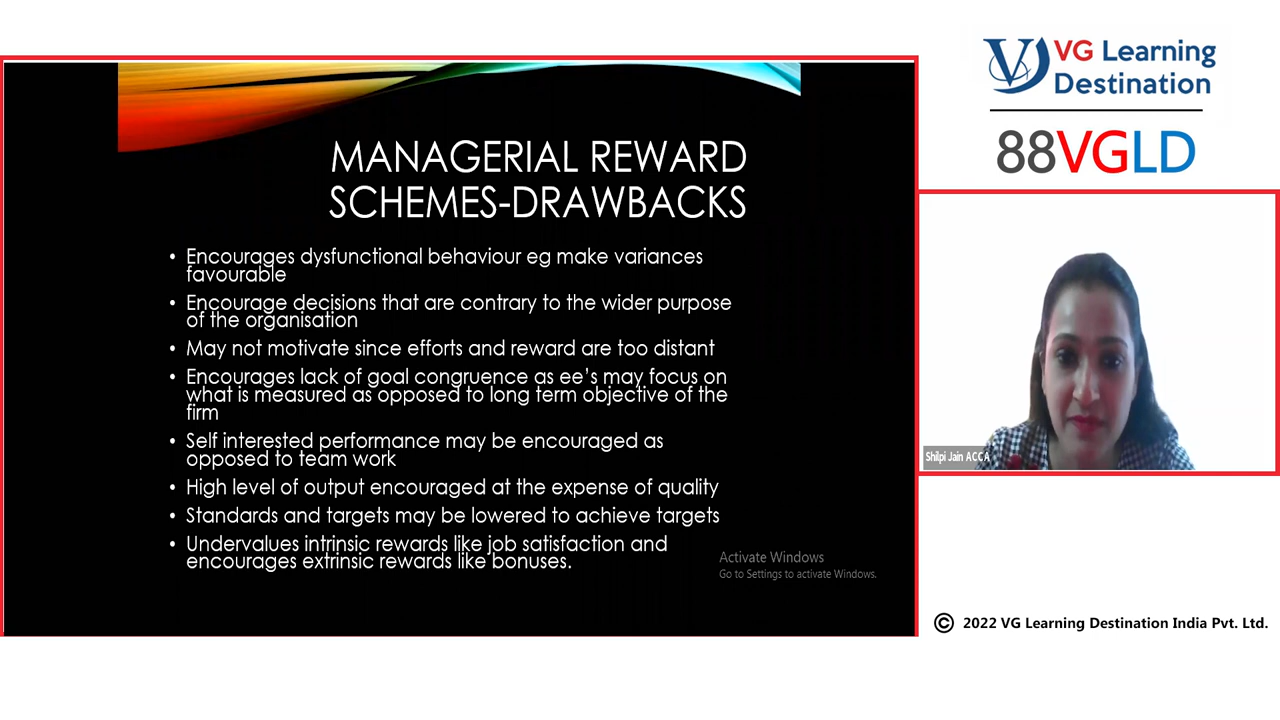 MANAGERIAL REWARD
SCHEMES-DRAWBACKS
• Encourages dysfunctional behaviour eg make variances
favourable
• Encourage decisions that are contrary to the wider purpose
of the organisation
• May not motivate since efforts and reward are too distant
• Encourages lack of goal congruence as ee's may focus on
what is measured as opposed to long term objective of the
firm
• Self interested performance may be encouraged as
opposed to team work
• High level of output encouraged at the expense of quality
• Standards and targets may be lowered to achieve targets
• Undervalues intrinsic rewards like job satisfaction and
encourages extrinsic rewards like bonuses.
Activate Windows
Go to Settings to activate Windows.
VG Learning
Destination
88VGLD
Shilpi Jain ACCA
© 2022 VG Learning Destination India Pvt. Ltd.